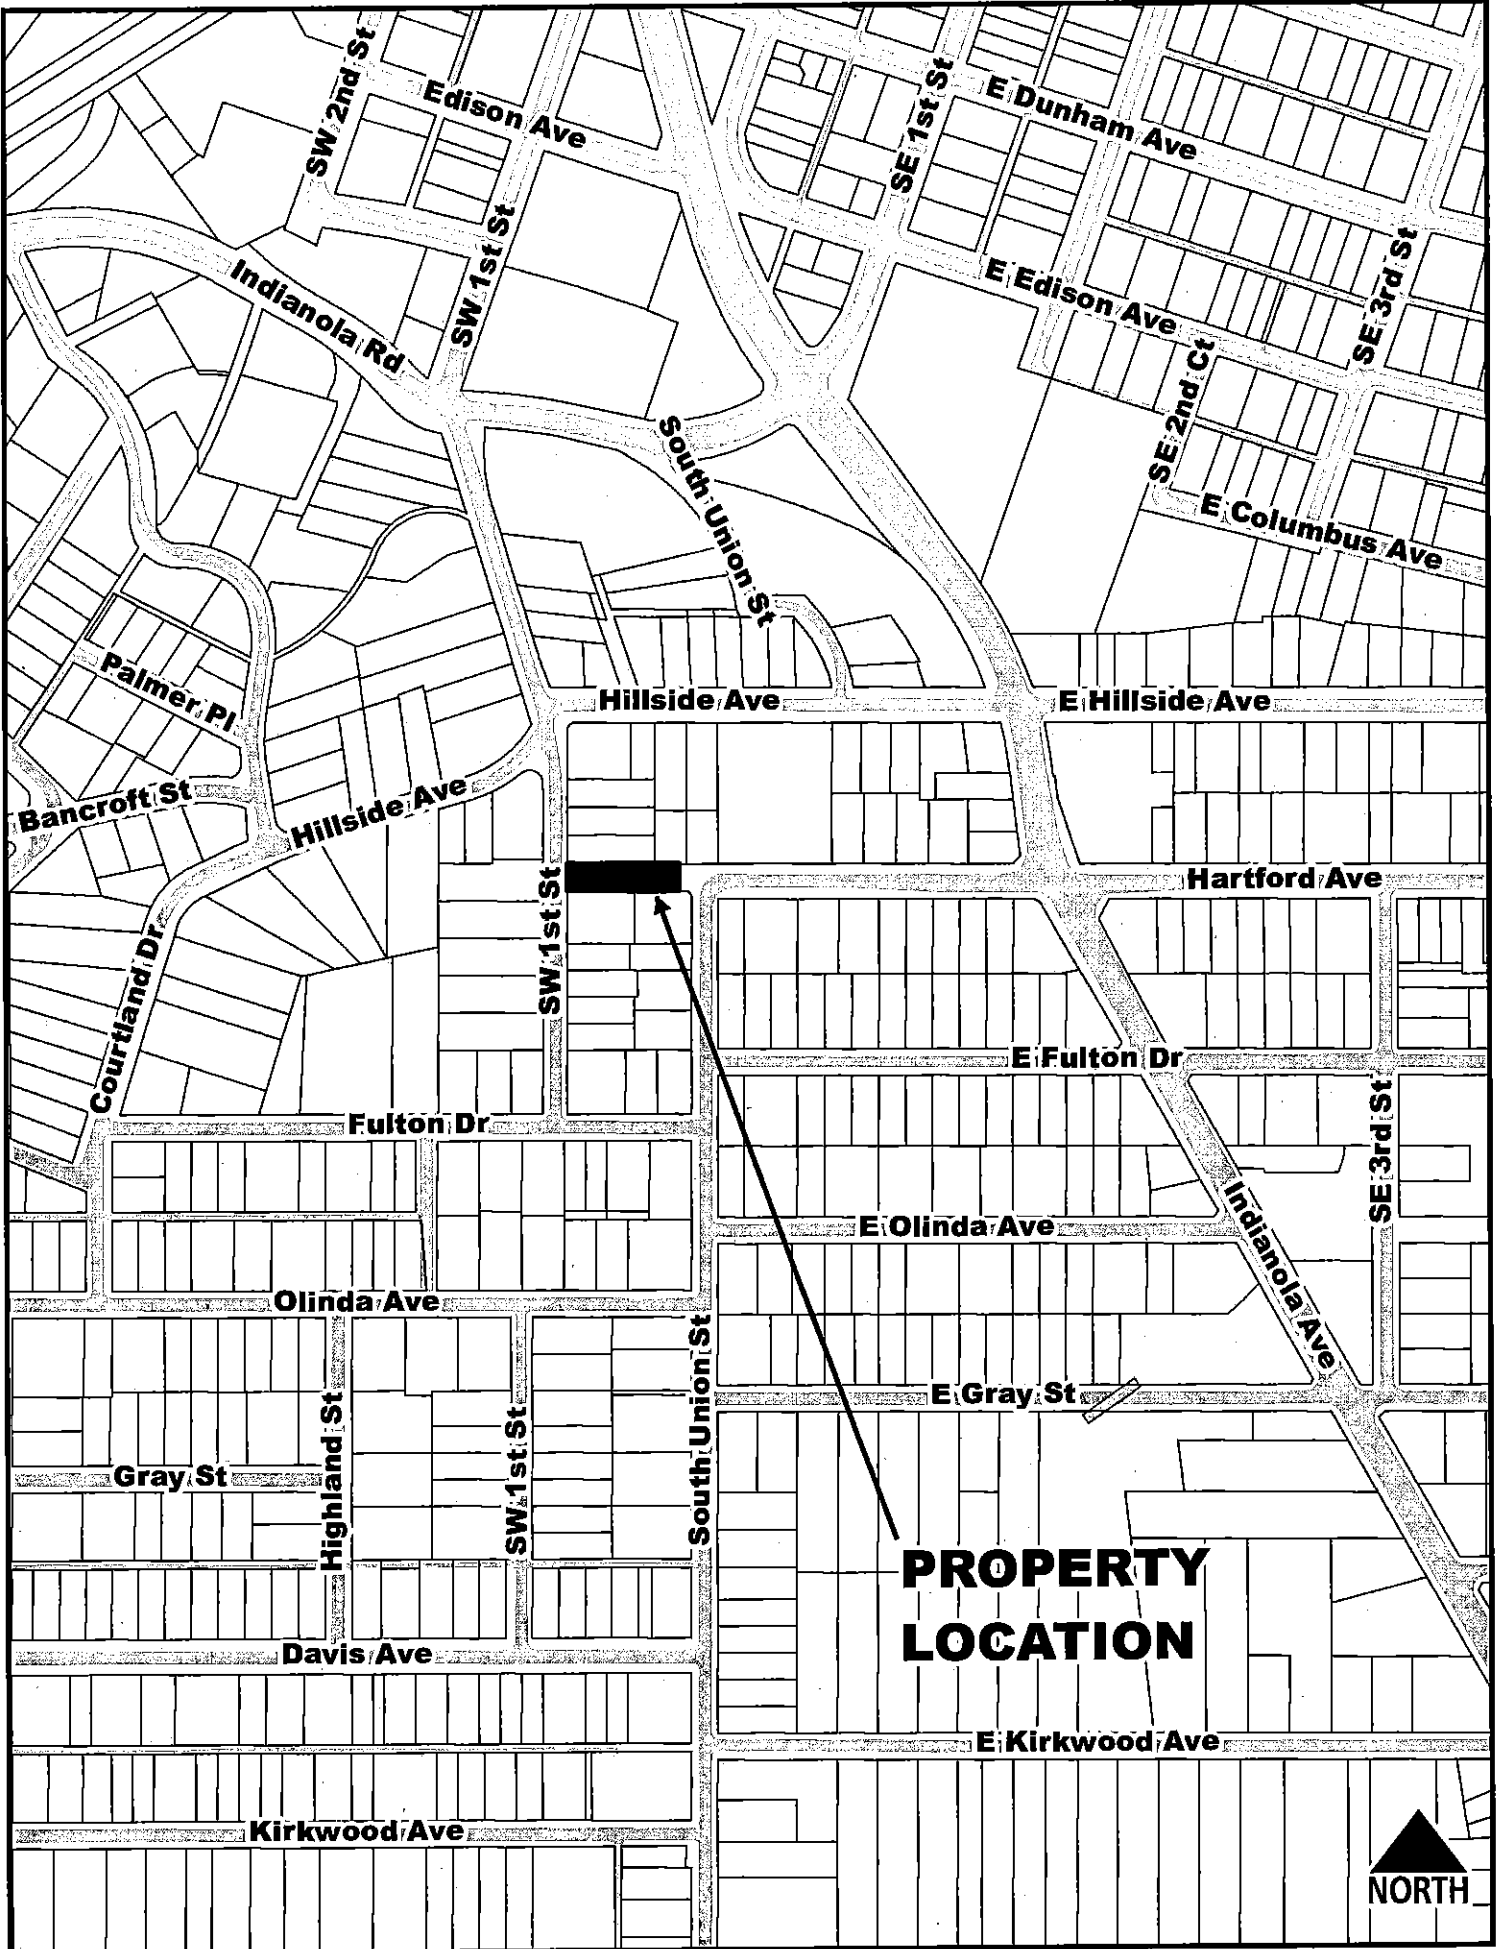 SW 2nd St
Edison Ave
SE 1st St
E Dunham Ave
SW 1st St
Indianola Rd
E Edison Ave
SE 3rd St
SE 2nd Ct
South Union St
E Columbus Ave
Palmer Pl
Hillside Ave
E Hillside Ave
Bancroft St
Hillside Ave
SW 1st St
Hartford Ave
Courtland Dr
E Fulton Dr
Fulton Dr
SE 3rd St
E Olinda Ave
Indianola Ave
Olinda Ave
South Union St
E Gray St
Highland St
SW 1st St
Gray St
PROPERTY
LOCATION
Davis Ave
E Kirkwood Ave
Kirkwood Ave
NORTH